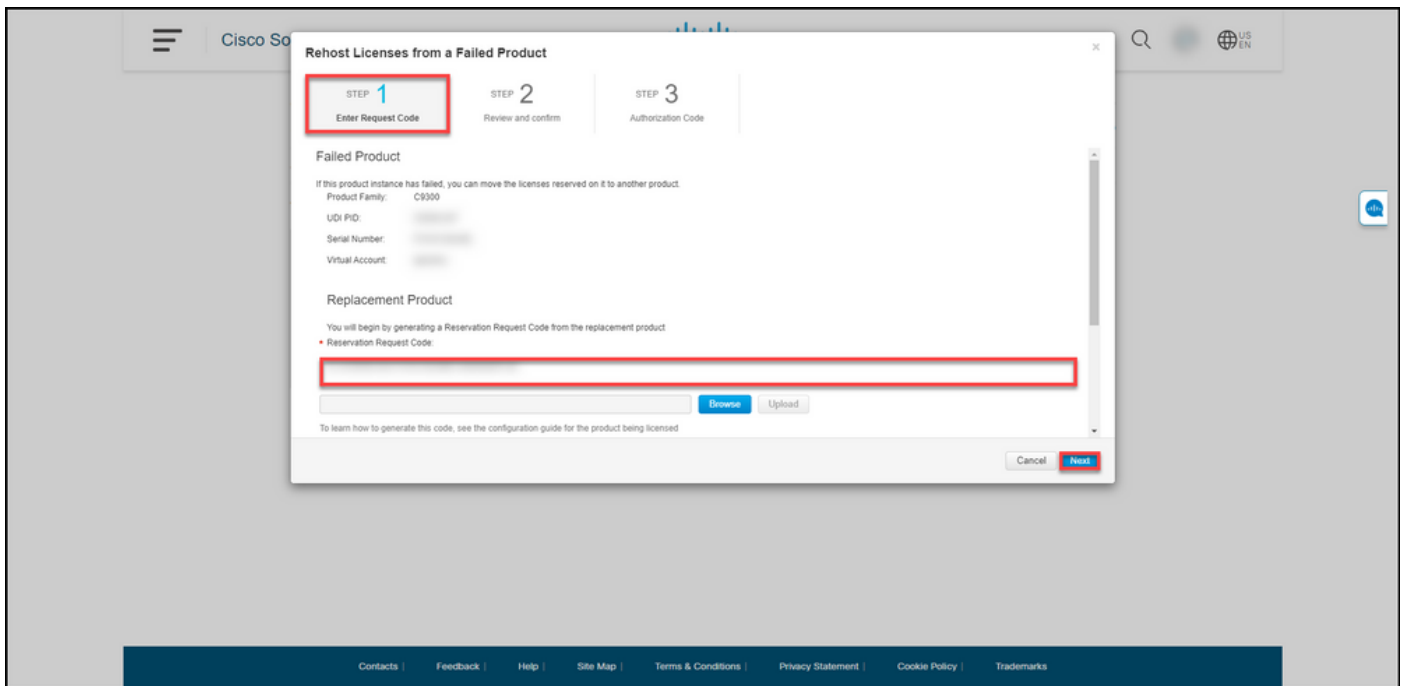 Cisco So
US
EN
Rehost Licenses from a Failed Product
×
STEP 1
Enter Request Code
STEP 2
Review and confirm
STEP 3
Authorization Code
Failed Product
If this product instance has failed, you can move the licenses reserved on it to another product.
Product Family: C9300
UDI PID:
Serial Number:
Virtual Account:
Replacement Product
You will begin by generating a Reservation Request Code from the replacement product
• Reservation Request Code:
Browse Upload
To learn how to generate this code, see the configuration guide for the product being licensed
Cancel Next
Contacts | Feedback | Help | Site Map | Terms & Conditions | Privacy Statement | Cookie Policy | Trademarks